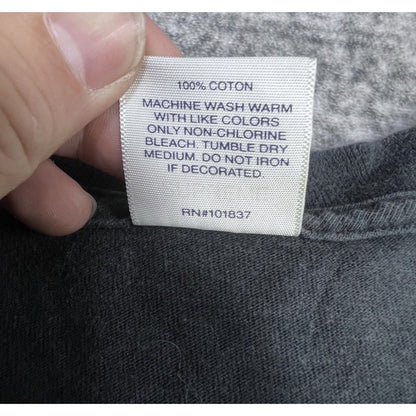 100% COTON
MACHINE WASH WARM
WITH LIKE COLORS
ONLY NON-CHLORINE
BLEACH. TUMBLE DRY
MEDIUM. DO NOT IRON
IF DECORATED.
RN#101837